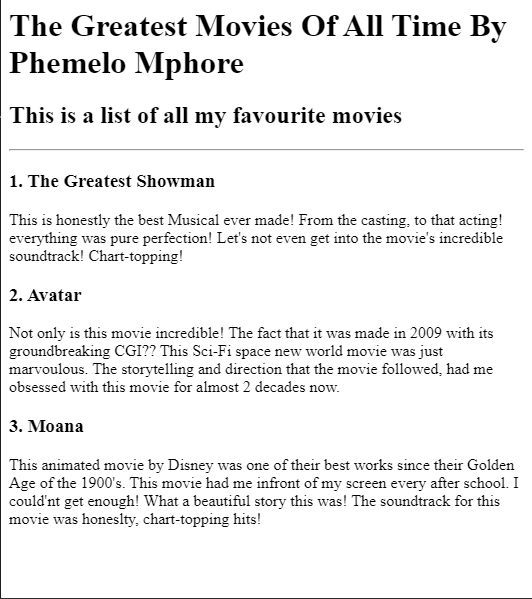 The Greatest Movies Of All Time By
Phemelo Mphore
This is a list of all my favourite movies
1. The Greatest Showman
This is honestly the best Musical ever made! From the casting, to that acting!
everything was pure perfection! Let's not even get into the movie's incredible
soundtrack! Chart-topping!
2. Avatar
Not only is this movie incredible! The fact that it was made in 2009 with its
groundbreaking CGI?? This Sci-Fi space new world movie was just
marvoulous. The storytelling and direction that the movie followed, had me
obsessed with this movie for almost 2 decades now.
3. Moana
This animated movie by Disney was one of their best works since their Golden
Age of the 1900's. This movie had me infront of my screen every after school. I
could'nt get enough! What a beautiful story this was! The soundtrack for this
movie was honeslty, chart-topping hits!